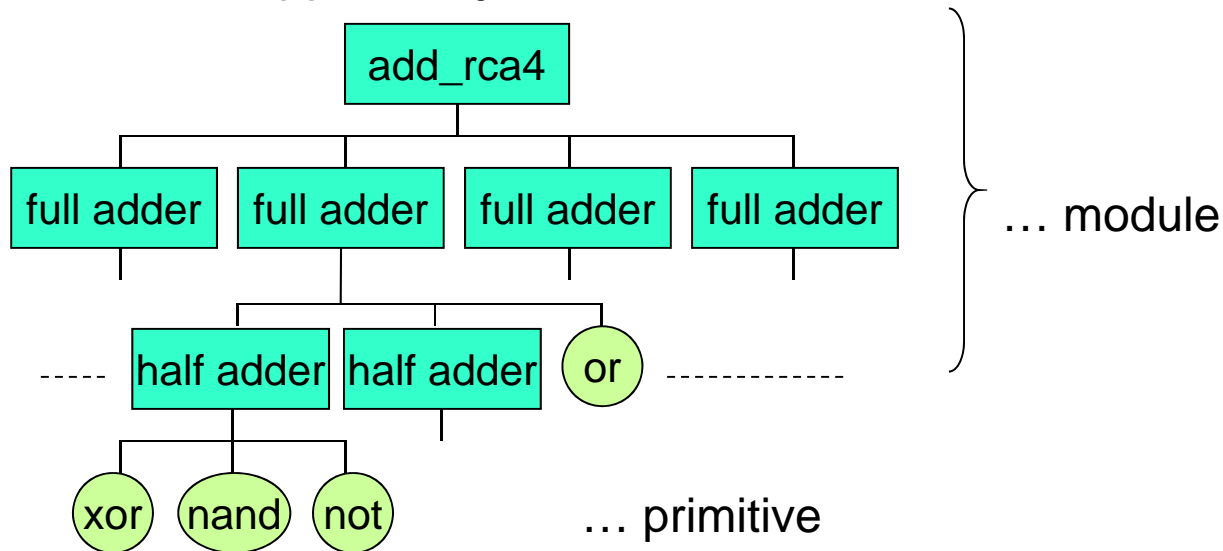 add_rca4
full adder full adder full adder full adder
… module
half adder half adder or
xor nand not
… primitive